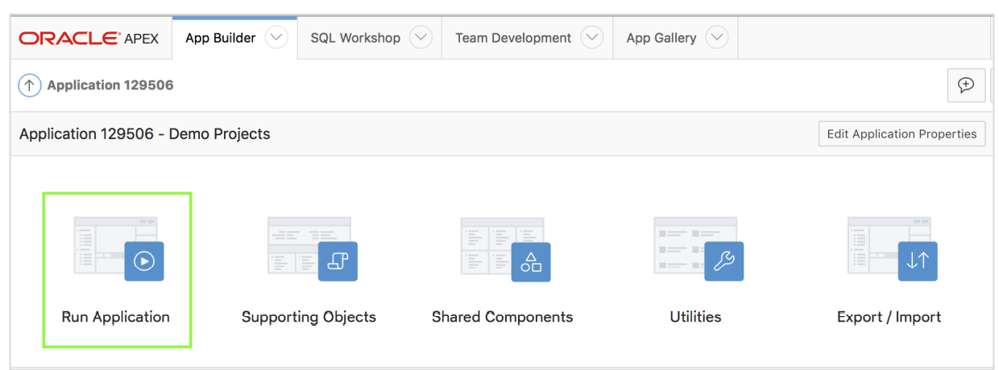 ORACLE APEX App Builder SQL Workshop Team Development App Gallery
Application 129506
Application 129506 - Demo Projects Edit Application Properties
Run Application Supporting Objects Shared Components Utilities Export / Import